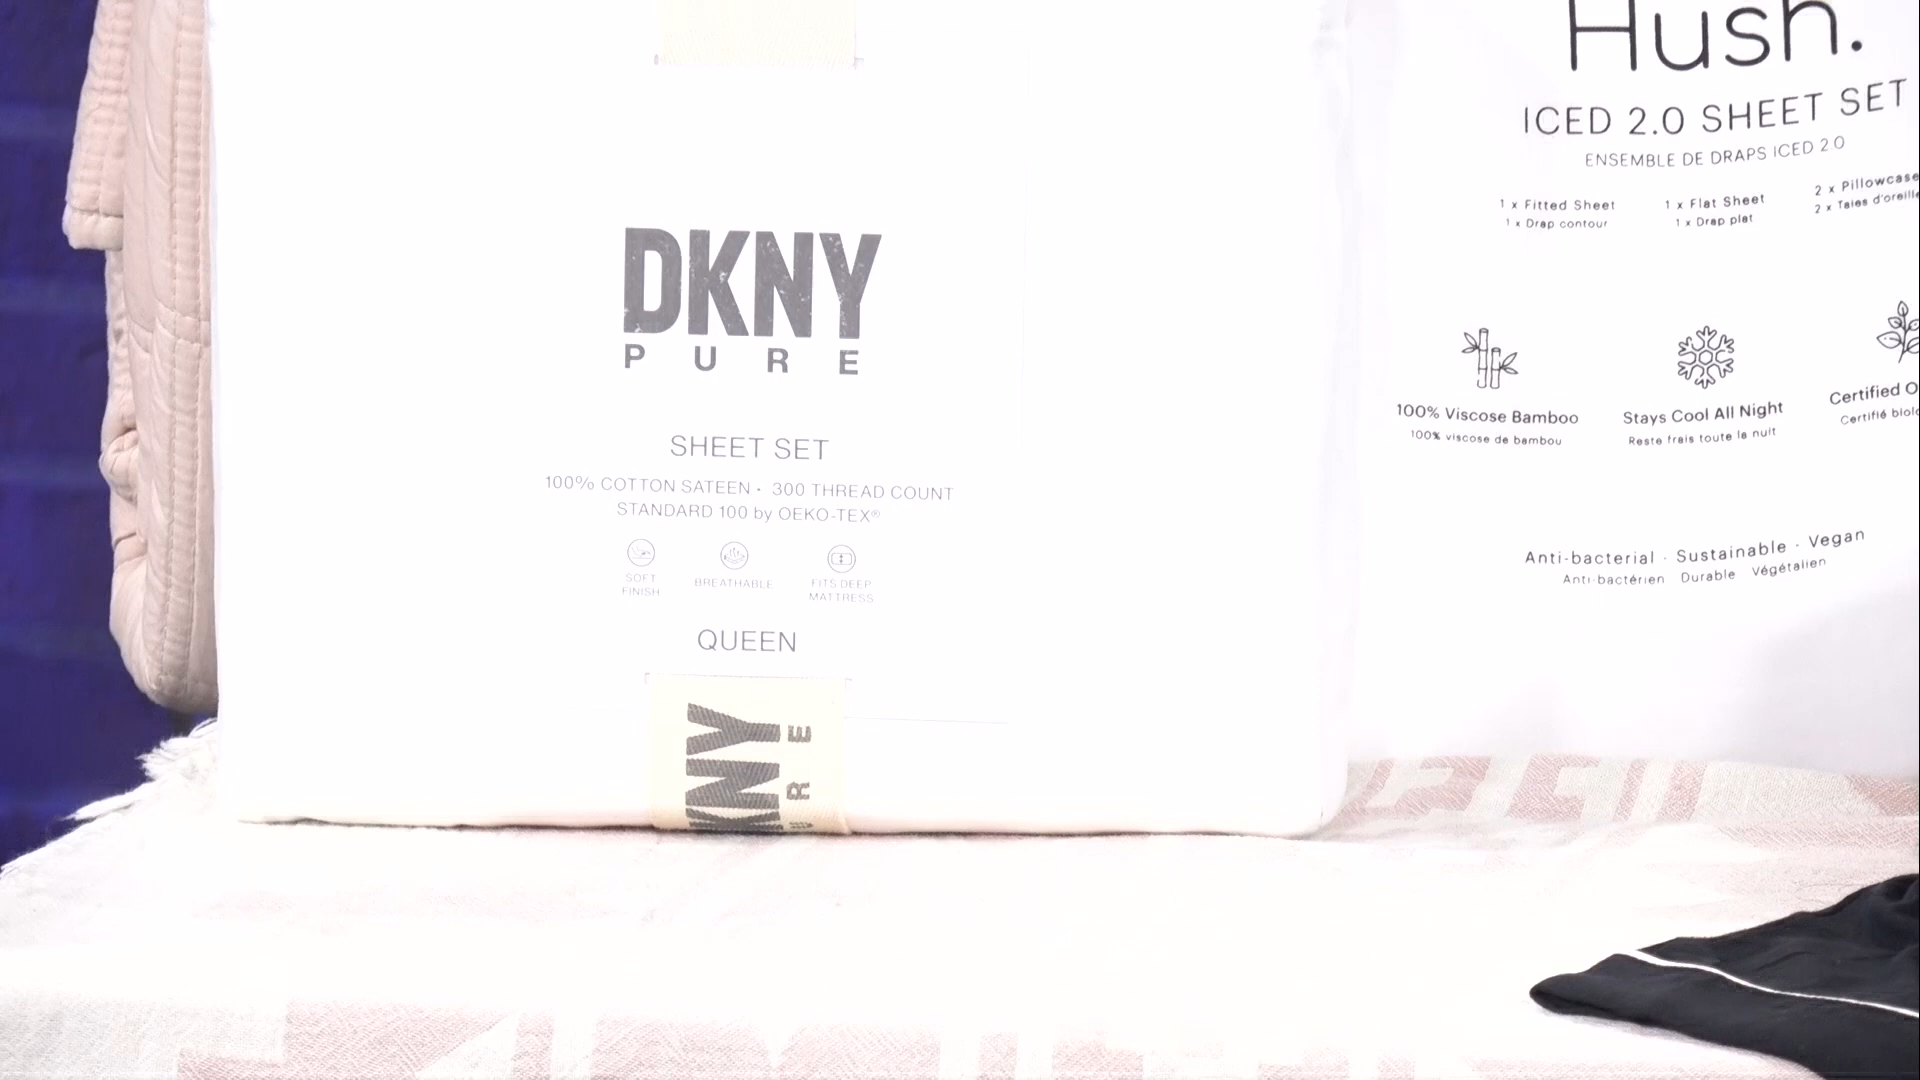 DKNY
PURE
SHEET SET
100% COTTON SATEEN • 300 THREAD COUNT
STANDARD 100 by OEKO-TEX®
SOFT
FINISH
BREATHABLE
FITS DEEP
MATTRESS
QUEEN
Hush.
ICED 2.0 SHEET SET
ENSEMBLE DE DRAPS ICED 2.0
1 x Fitted Sheet
1 x Drap contour
1 x Flat Sheet
1 x Drap plat
2 x Pillowcase
2 x Taies d'oreille
100% Viscose Bamboo
100% viscose de bambou
Stays Cool All Night
Reste frais toute la nuit
Certified
Certifié
Anti-bacterial · Sustainable · Vegan
Anti-bactérien Durable Végétalien